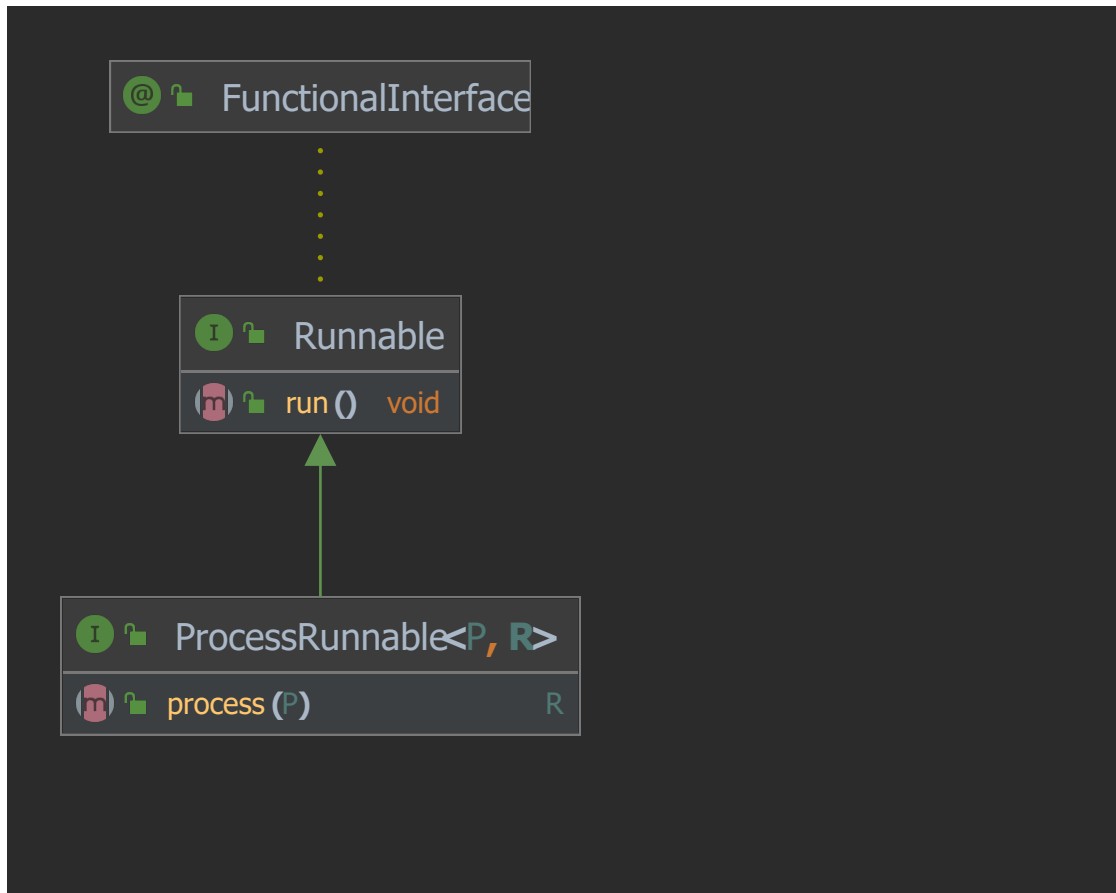 @ FunctionalInterface
I Runnable
m run() void
I ProcessRunnable<P, R>
m process(P) R